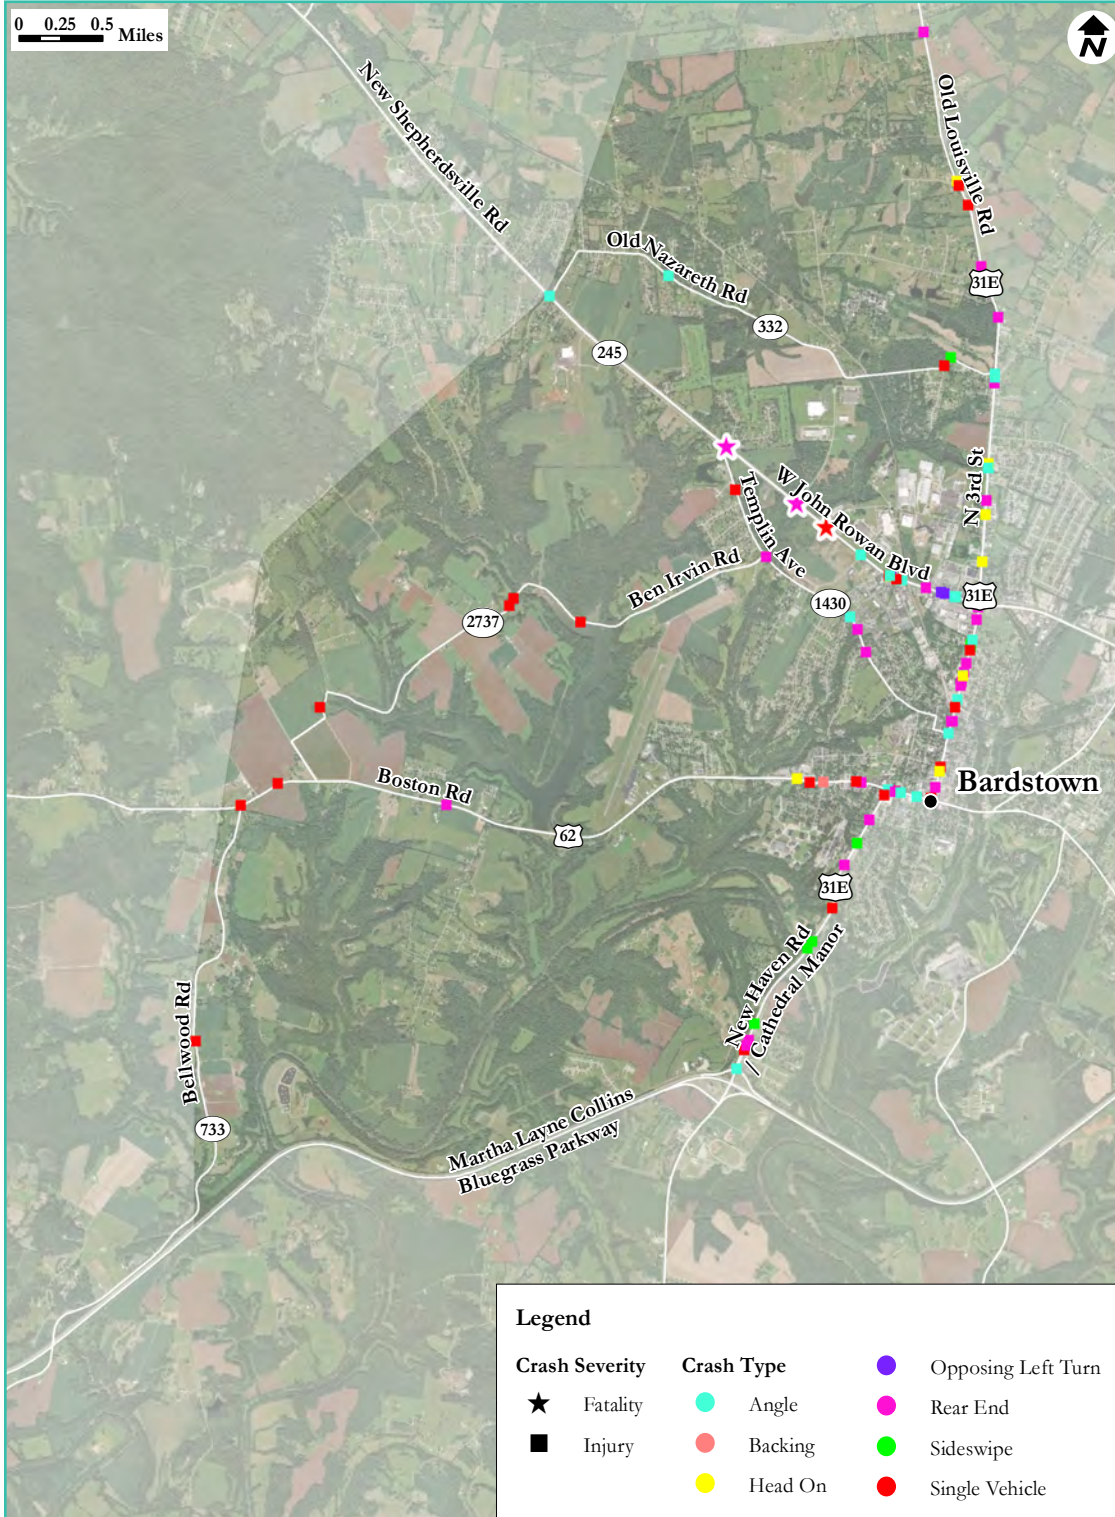 0 0.25 0.5 Miles
N
New Shepherdsville Rd
Old Louisville Rd
Old Nazareth Rd
31E
332
245
N 3rd St
W John Rowan Blvd
Templin Ave
Ben Irvin Rd
31E
1430
2737
Boston Rd
Bardstown
62
31E
New Haven Rd
/ Cathedral Manor
Bellwood Rd
Martha Layne Collins
Bluegrass Parkway
733
Legend
Crash Severity
Fatality
Injury
Crash Type
Angle
Backing
Head On
Opposing Left Turn
Rear End
Sideswipe
Single Vehicle